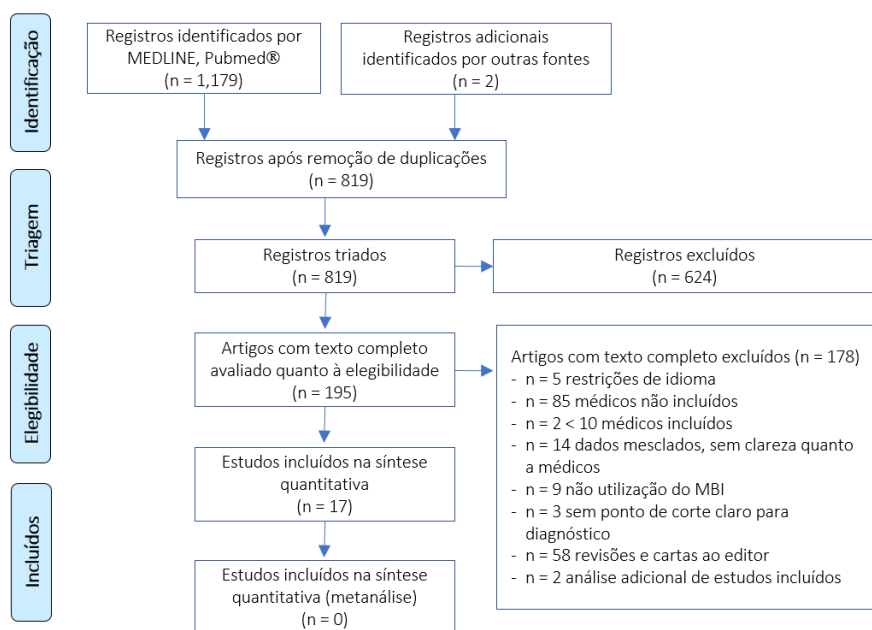 Identificação
Registros identificados por
MEDLINE, Pubmed®
(n = 1,179)
Registros adicionais
identificados por outras fontes
(n = 2)
Registros após remoção de duplicações
(n = 819)
Triagem
Registros triados
(n = 819)
Registros excluídos
(n = 624)
Elegibilidade
Artigos com texto completo
avaliado quanto à elegibilidade
(n = 195)
Artigos com texto completo excluídos (n = 178)
- n = 5 restrições de idioma
- n = 85 médicos não incluídos
- n = 2 < 10 médicos incluídos
- n = 14 dados mesclados, sem clareza quanto
a médicos
- n = 9 não utilização do MBI
- n = 3 sem ponto de corte claro para
diagnóstico
- n = 58 revisões e cartas ao editor
- n = 2 análise adicional de estudos incluídos
Estudos incluídos na síntese
quantitativa
(n = 17)
Incluídos
Estudos incluídos na síntese
quantitativa (metanálise)
(n = 0)